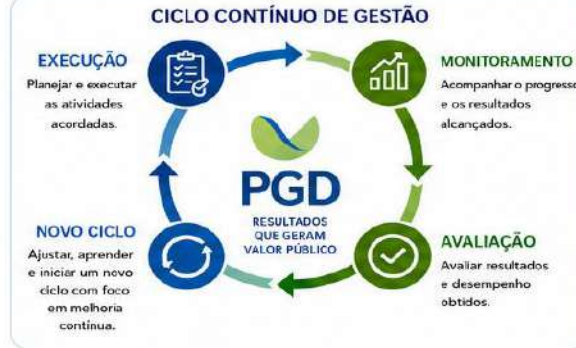 CICLO CONTÍNUO DE GESTÃO
EXECUÇÃO
Planejar e executar
as atividades
acordadas.
MONITORAMENTO
Acompanhar o progresso
e os resultados
alcançados.
PGD
RESULTADOS
QUE GERAM
VALOR PÚBLICO
NOVO CICLO
Ajustar, aprender
e iniciar um novo
ciclo com foco
em melhoria
contínua.
AVALIAÇÃO
Avaliar resultados
e desempenho
obtidos.